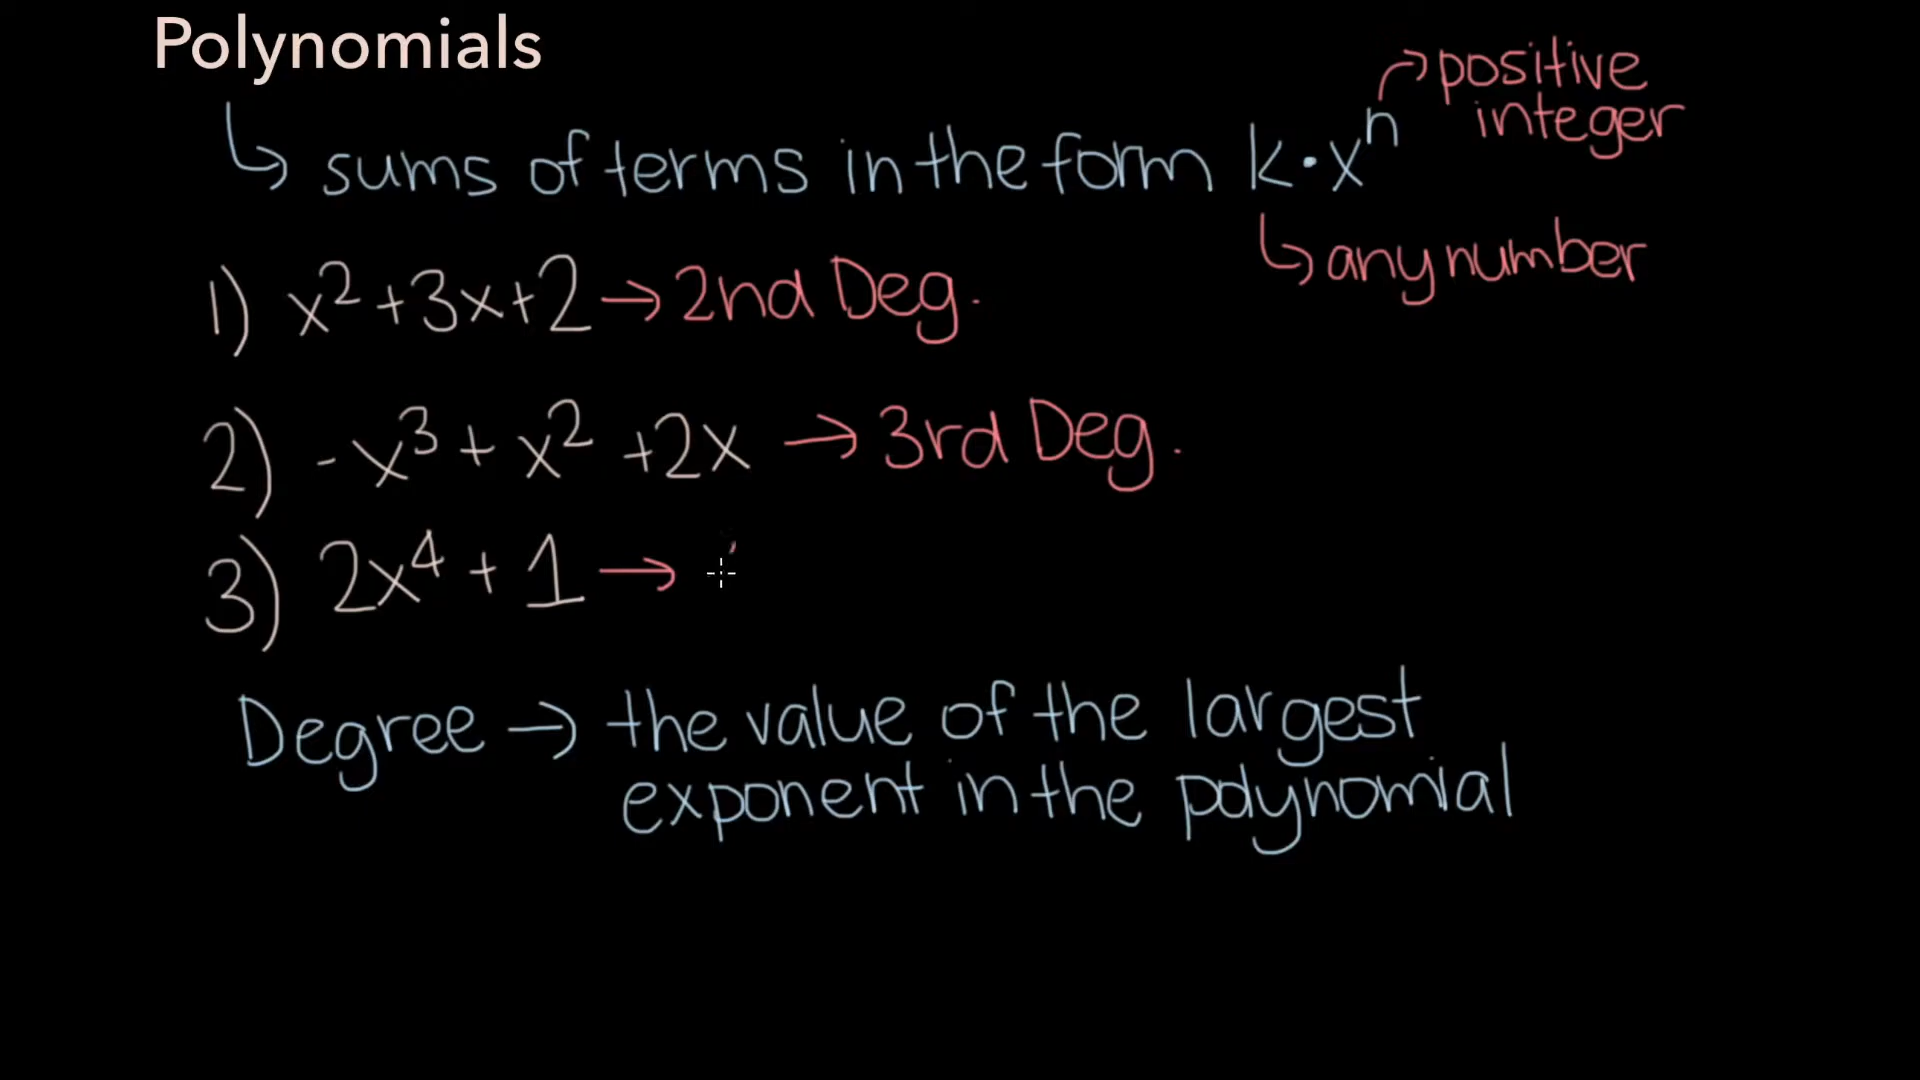 Polynomials
positive
integer
↳ sums of terms in the form k·xⁿ
↳ any number
1) x²+3x+2 → 2nd Deg.
2) -x³ + x² +2x → 3rd Deg.
3) 2x⁴ + 1 →
Degree → the value of the largest
exponent in the polynomial